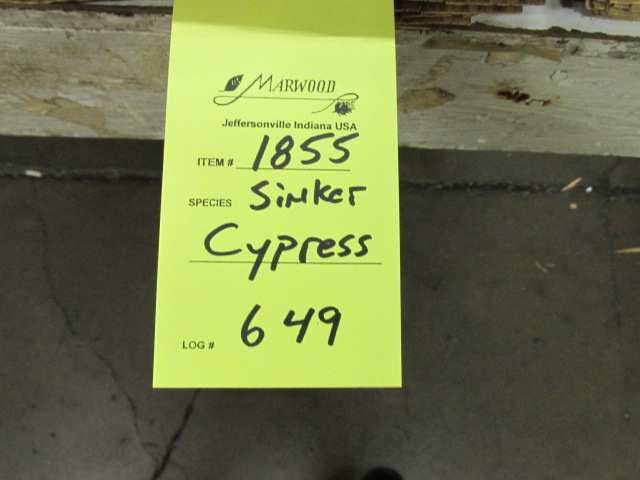 MARWOOD
Jeffersonville Indiana USA
ITEM # 1855
SPECIES Sinker
Cypress
LOG # 649